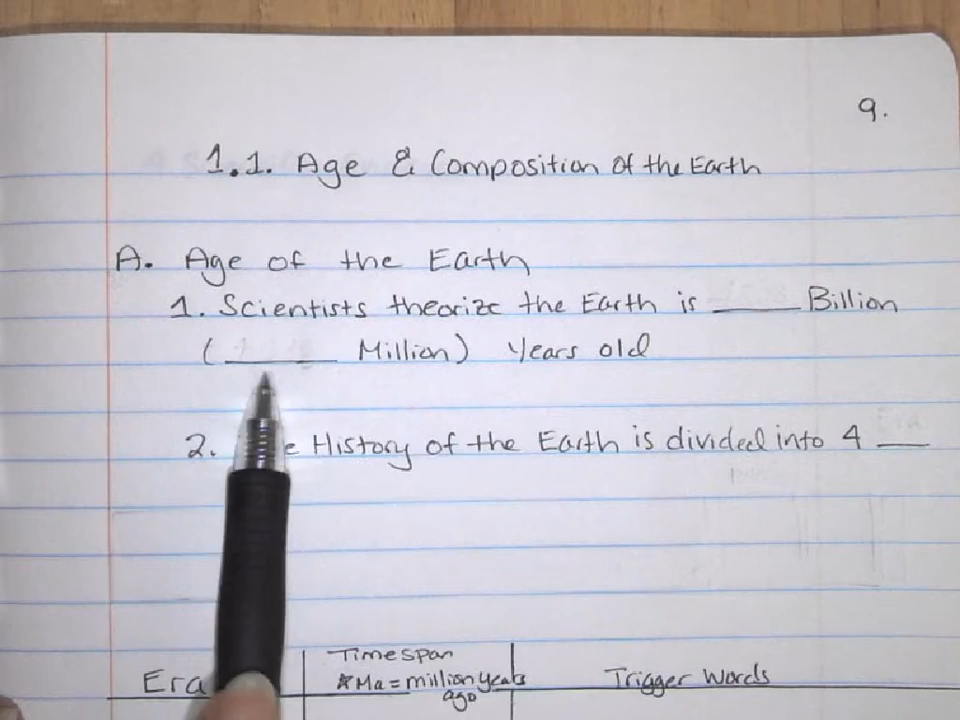 9.
1.1. Age & Composition of the Earth
A. Age of the Earth
1. Scientists theorize the Earth is ____ Billion
(____ Million) Years old
2. History of the Earth is divided into 4 ___
Timespan
Era *Ma = million years Trigger Words
ago